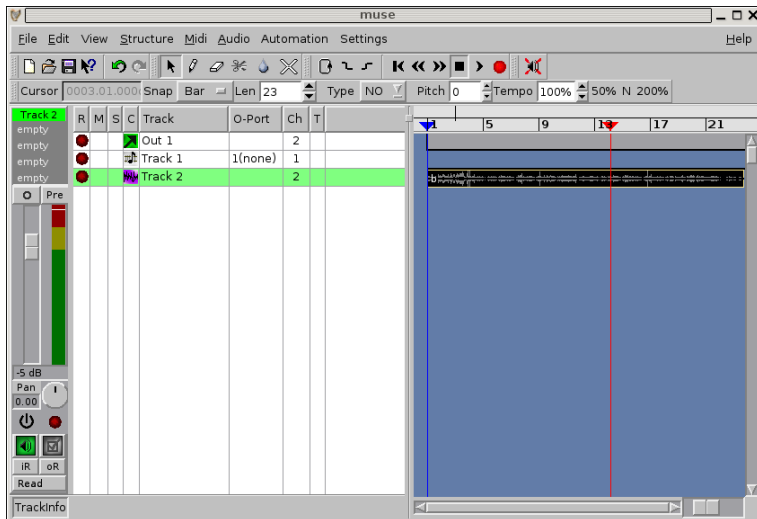 muse
File Edit View Structure Midi Audio Automation Settings Help
Cursor 0003.01.000 Snap Bar Len 23 Type NO Pitch 0 Tempo 100% 50% N 200%
Track 2
empty
empty
empty
empty
R M S C Track O-Port Ch T
Out 1 2
Track 1 1(none) 1
Track 2 2
1 5 9 13 17 21
O Pre
-5 dB
Pan
0.00
iR oR
Read
TrackInfo